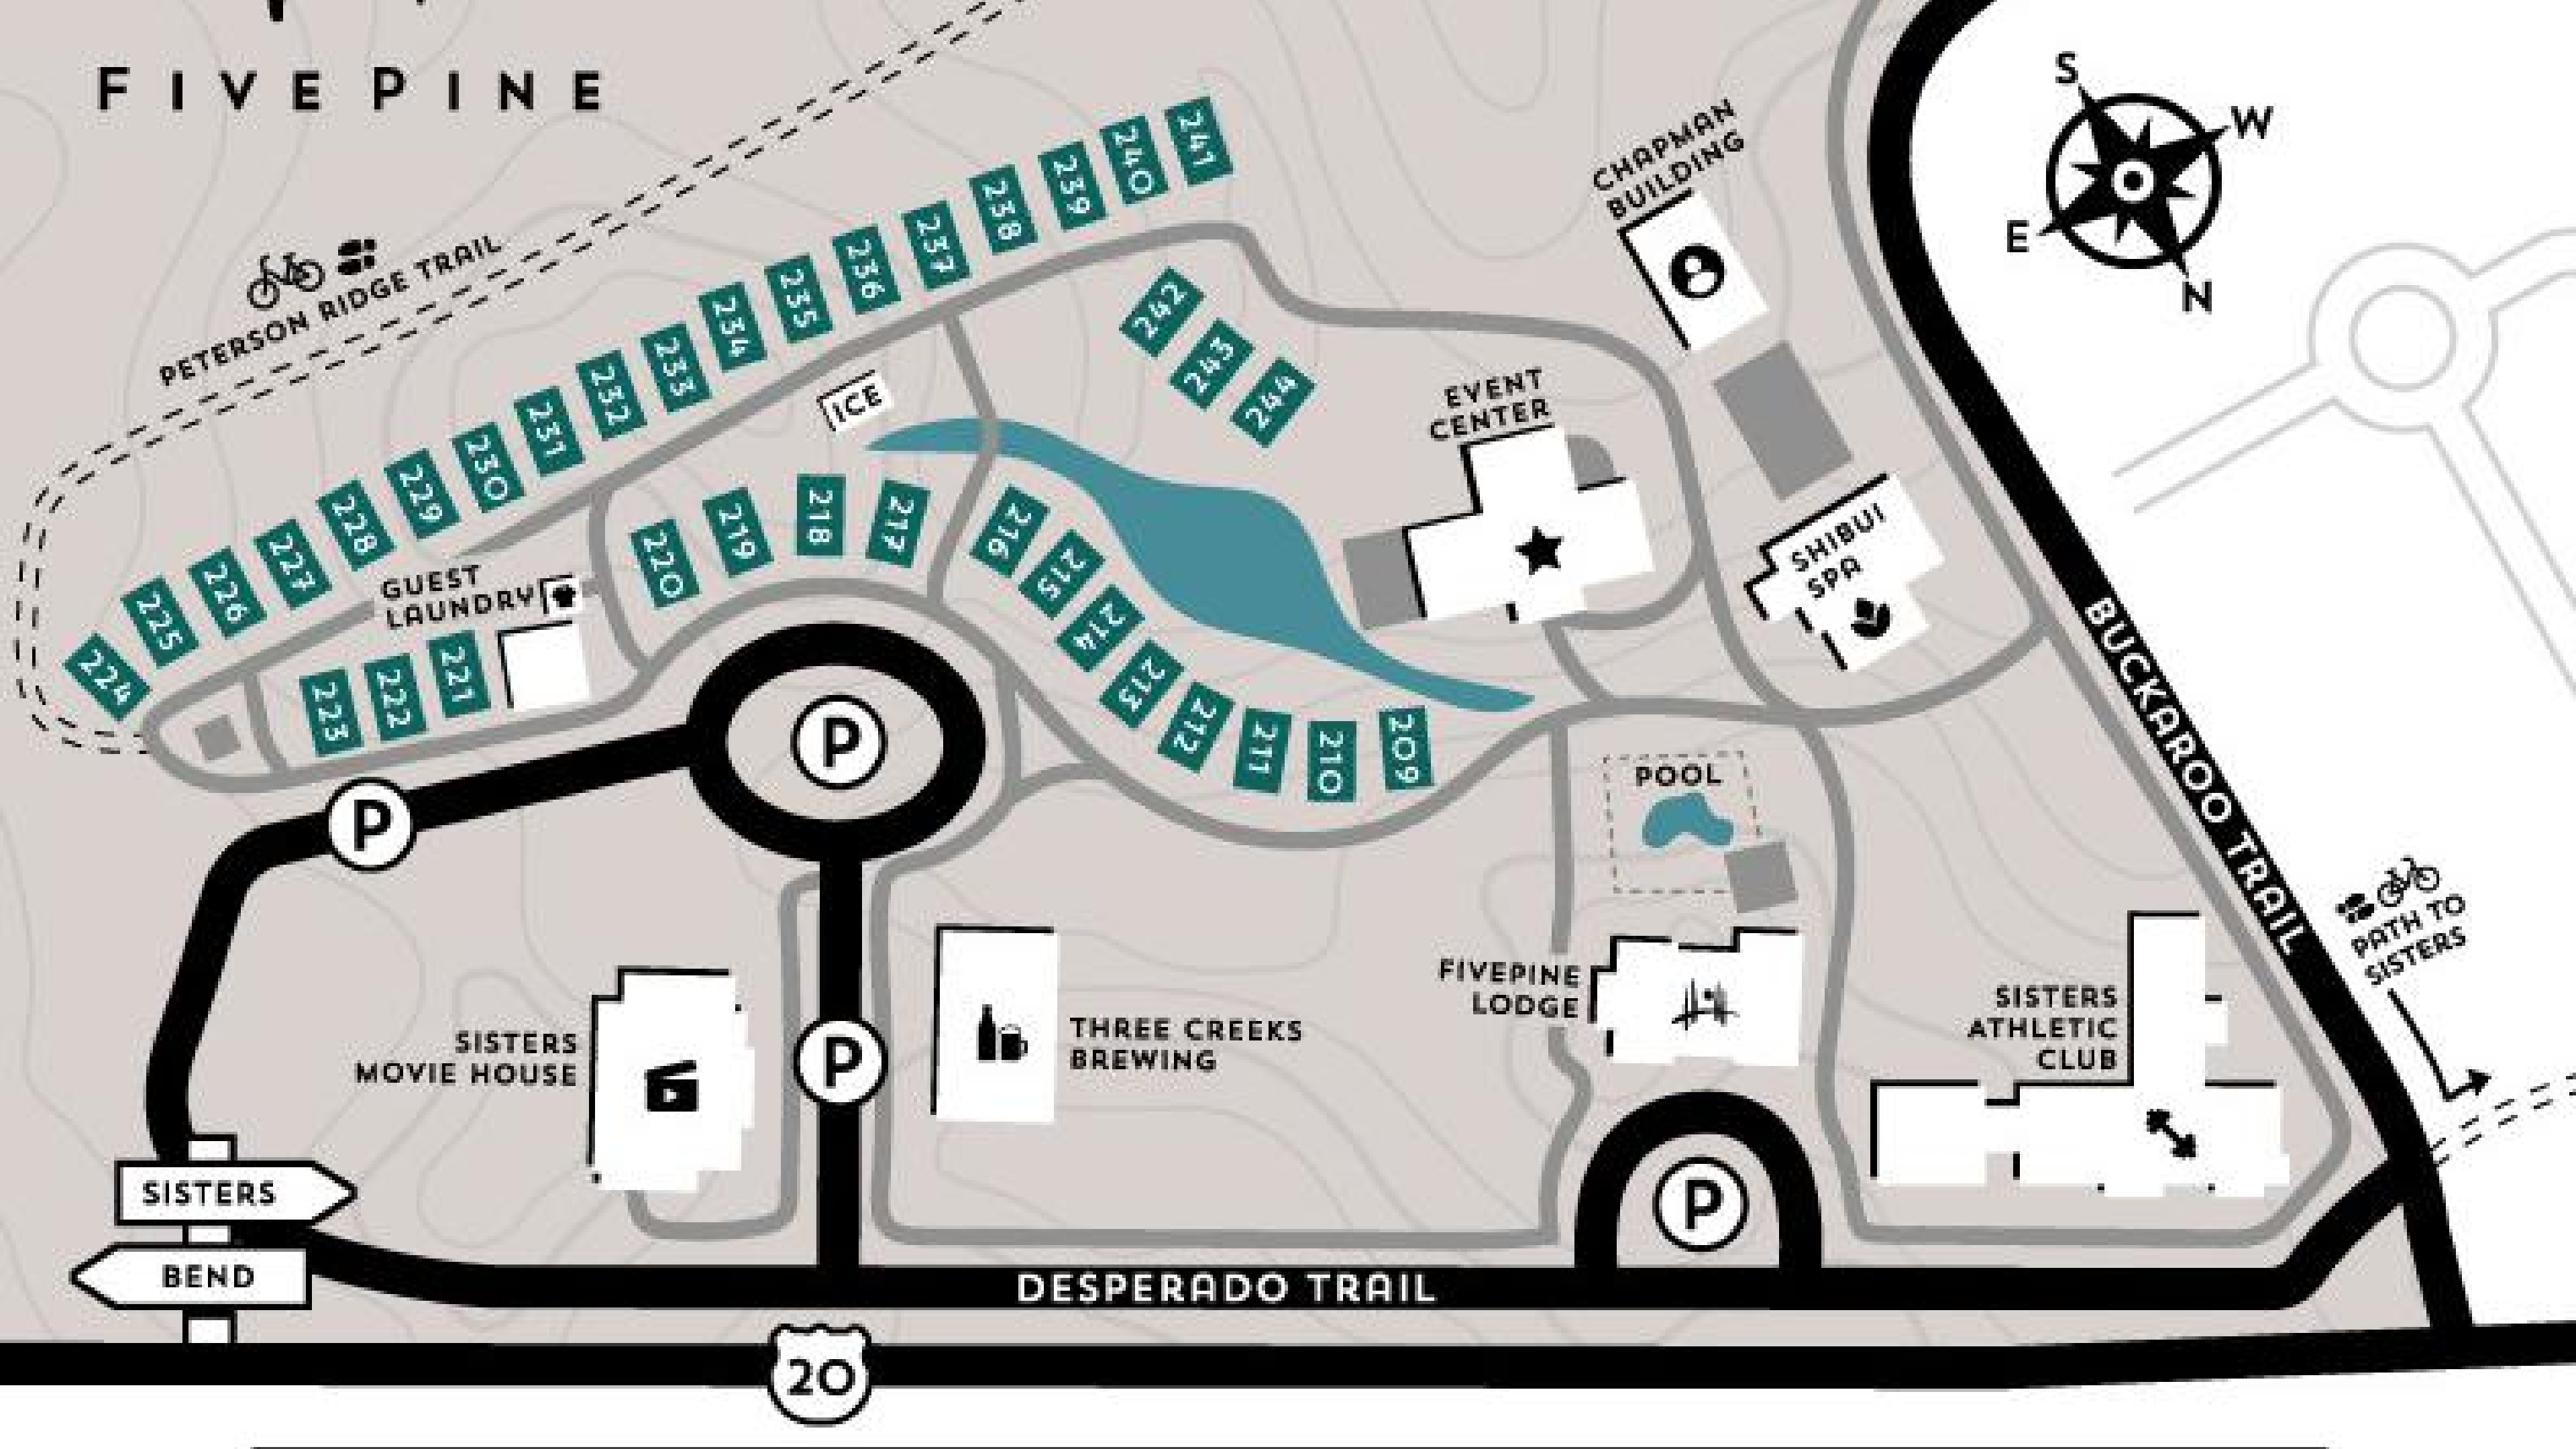 FIVEPINE
S
W
E
N
CHAPMAN
BUILDING
PETERSON RIDGE TRAIL
241
240
239
238
237
236
235
234
233
232
231
230
229
228
227
226
225
224
242
243
244
ICE
EVENT
CENTER
GUEST
LAUNDRY
220
219
218
217
216
215
214
213
212
211
210
209
223
222
221
SHIBUI
SPA
BUCKAROO TRAIL
P
P
POOL
PATH TO
SISTERS
SISTERS
MOVIE HOUSE
P
THREE CREEKS
BREWING
FIVEPINE
LODGE
SISTERS
ATHLETIC
CLUB
P
SISTERS
BEND
DESPERADO TRAIL
20